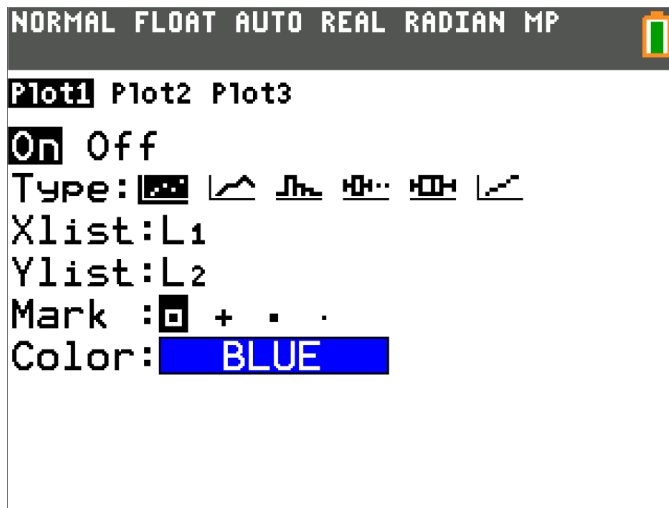 NORMAL FLOAT AUTO REAL RADIAN MP
Plot1 Plot2 Plot3
On Off
Type:
Xlist:L1
Ylist:L2
Mark : + ▪ ·
Color: BLUE